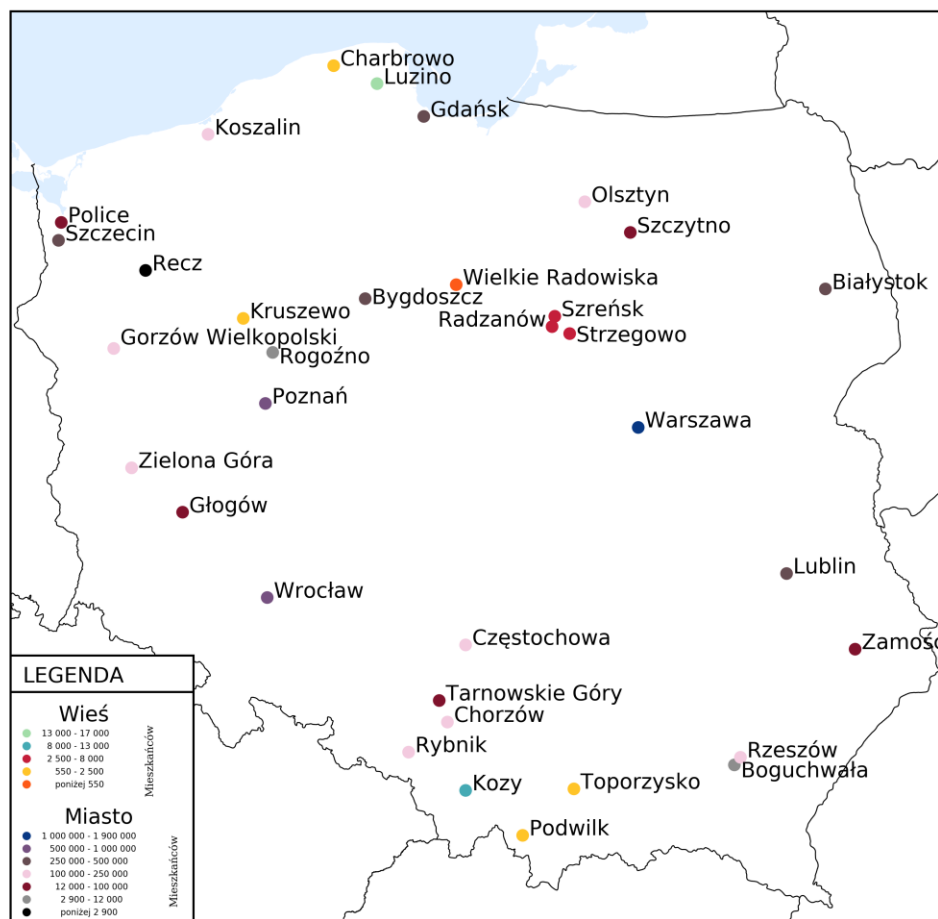 Charbrowo
Luzino
Gdańsk
Koszalin
Olsztyn
Police
Szczytno
Szczecin
Recz
Wielkie Radowiska
Białystok
Bygdoszcz
Szreńsk
Kruszewo
Radzanów
Strzegowo
Gorzów Wielkopolski
Rogoźno
Poznań
Warszawa
Zielona Góra
Głogów
Lublin
Wrocław
Częstochowa
Zamość
Tarnowskie Góry
Chorzów
Rybnik
Rzeszów
Boguchwała
Kozy
Toporzysko
Podwilk
LEGENDA
Wieś
13 000 - 17 000
8 000 - 13 000
2 500 - 8 000
550 - 2 500
poniżej 550
Mieszkańców
Miasto
1 000 000 - 1 900 000
500 000 - 1 000 000
250 000 - 500 000
100 000 - 250 000
12 000 - 100 000
2 900 - 12 000
poniżej 2 900
Mieszkańców